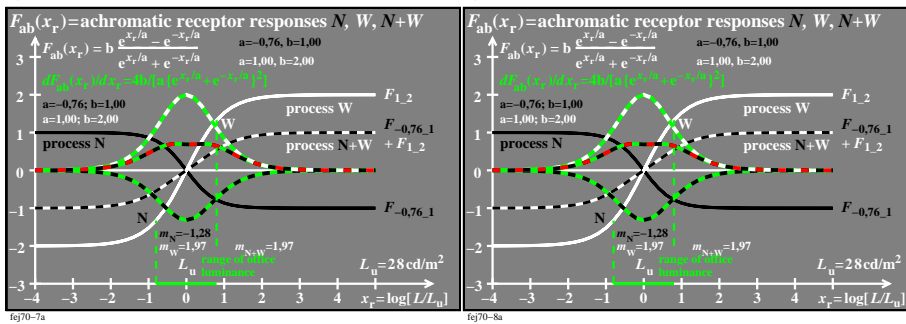 F_ab(x_r)=achromatic receptor responses N, W, N+W
F_ab(x_r)=b (e^{x_r/a} − e^{−x_r/a}) / (e^{x_r/a} + e^{−x_r/a})
a=−0,76, b=1,00
a=1,00, b=2,00
dF_ab(x_r)/dx_r=4b/[a{e^{x_r/a}+e^{−x_r/a}}^2]
a=−0,76; b=1,00
a=1,00; b=2,00
process N
W
process W
process N+W
F_1_2
F_−0,76_1
+ F_1_2
F_−0,76_1
N
m_N=−1,28
m_W=1,97
m_N+W=1,97
L_u
range of office
luminance
L_u=28cd/m^2
3
2
1
0
−1
−2
−3
−4 −3 −2 −1 0 1 2 3 4 5
x_r=log[L/L_u]
fej70−7a
F_ab(x_r)=achromatic receptor responses N, W, N+W
F_ab(x_r)=b (e^{x_r/a} − e^{−x_r/a}) / (e^{x_r/a} + e^{−x_r/a})
a=−0,76, b=1,00
a=1,00, b=2,00
dF_ab(x_r)/dx_r=4b/[a{e^{x_r/a}+e^{−x_r/a}}^2]
a=−0,76; b=1,00
a=1,00; b=2,00
process N
W
process W
process N+W
F_1_2
F_−0,76_1
+ F_1_2
F_−0,76_1
N
m_N=−1,28
m_W=1,97
m_N+W=1,97
L_u
range of office
luminance
L_u=28cd/m^2
3
2
1
0
−1
−2
−3
−4 −3 −2 −1 0 1 2 3 4 5
x_r=log[L/L_u]
fej70−8a